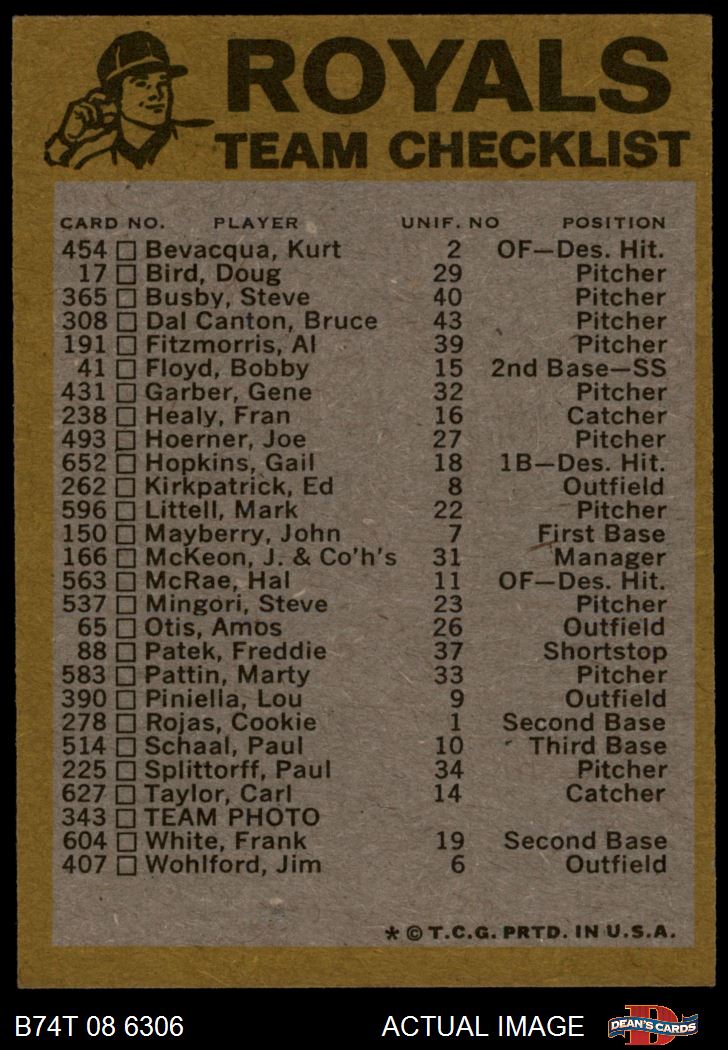 ROYALS
TEAM CHECKLIST
CARD NO. PLAYER UNIF. NO POSITION
454 Bevacqua, Kurt 2 OF—Des. Hit.
17 Bird, Doug 29 Pitcher
365 Busby, Steve 40 Pitcher
308 Dal Canton, Bruce 43 Pitcher
191 Fitzmorris, Al 39 Pitcher
41 Floyd, Bobby 15 2nd Base—SS
431 Garber, Gene 32 Pitcher
238 Healy, Fran 16 Catcher
493 Hoerner, Joe 27 Pitcher
652 Hopkins, Gail 18 1B—Des. Hit.
262 Kirkpatrick, Ed 8 Outfield
596 Littell, Mark 22 Pitcher
150 Mayberry, John 7 First Base
166 McKeon, J. & Co'h's 31 Manager
563 McRae, Hal 11 OF—Des. Hit.
537 Mingori, Steve 23 Pitcher
65 Otis, Amos 26 Outfield
88 Patek, Freddie 37 Shortstop
583 Pattin, Marty 33 Pitcher
390 Piniella, Lou 9 Outfield
278 Rojas, Cookie 1 Second Base
514 Schaal, Paul 10 Third Base
225 Splittorff, Paul 34 Pitcher
627 Taylor, Carl 14 Catcher
343 TEAM PHOTO
604 White, Frank 19 Second Base
407 Wohlford, Jim 6 Outfield
* © T.C.G. PRTD. IN U.S.A.
B74T 08 6306 ACTUAL IMAGE DEAN'S CARDS